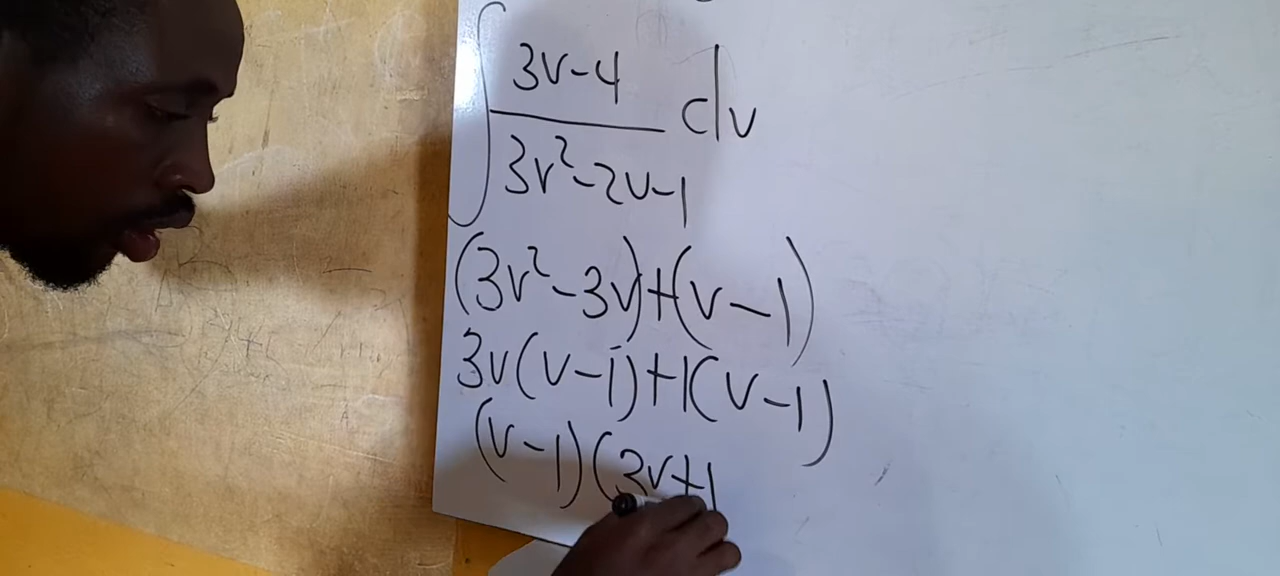 ∫ 3v-4 / 3v²-2v-1 dv
(3v²-3v)+(v-1)
3v(v-1)+1(v-1)
(v-1)(3v+1